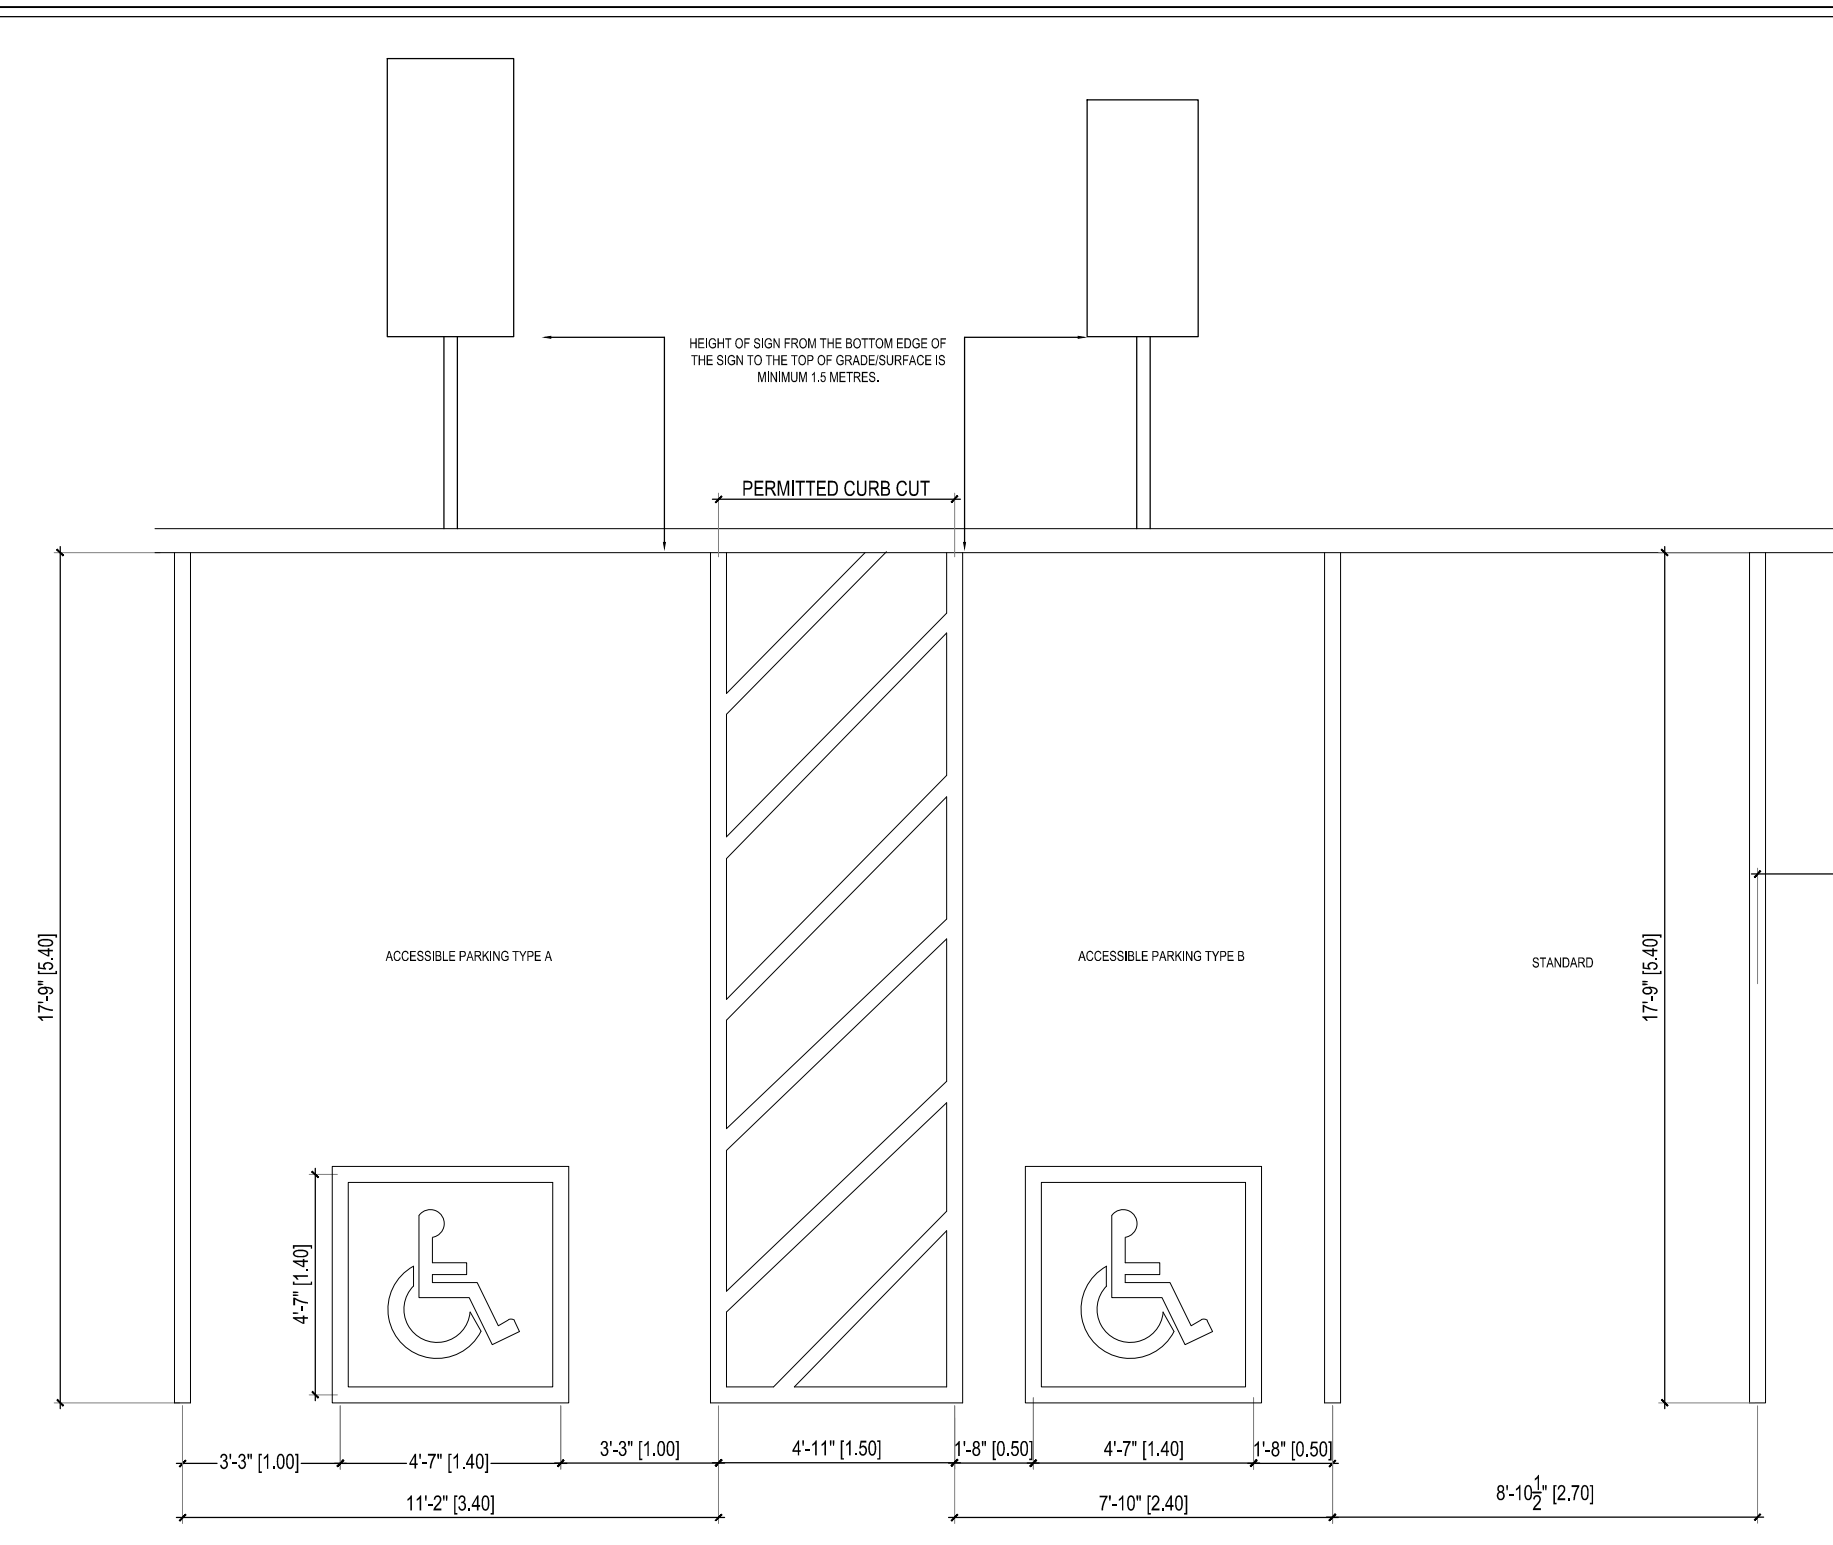 HEIGHT OF SIGN FROM THE BOTTOM EDGE OF
THE SIGN TO THE TOP OF GRADE/SURFACE IS
MINIMUM 1.5 METRES.
PERMITTED CURB CUT
17'-9" [5.40]
ACCESSIBLE PARKING TYPE A
ACCESSIBLE PARKING TYPE B
STANDARD
17'-9" [5.40]
4'-7" [1.40]
3'-3" [1.00]
4'-7" [1.40]
3'-3" [1.00]
4'-11" [1.50]
1'-8" [0.50]
4'-7" [1.40]
1'-8" [0.50]
11'-2" [3.40]
7'-10" [2.40]
8'-10 1/2" [2.70]